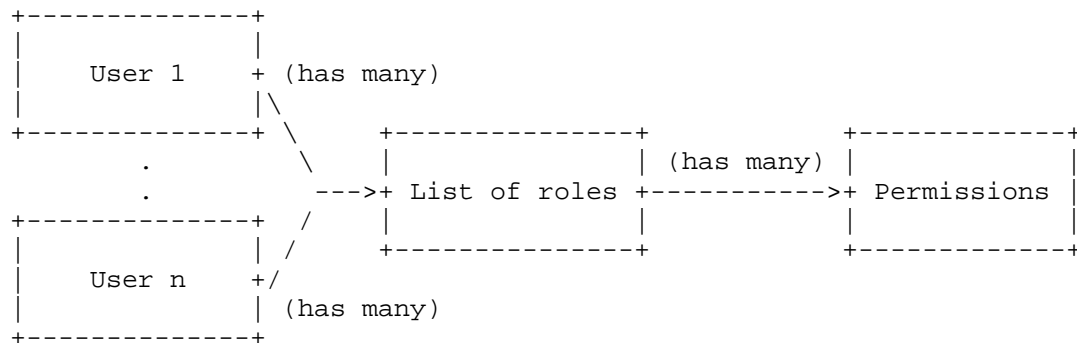 User 1 (has many)
(has many)
List of roles Permissions
User n
(has many)